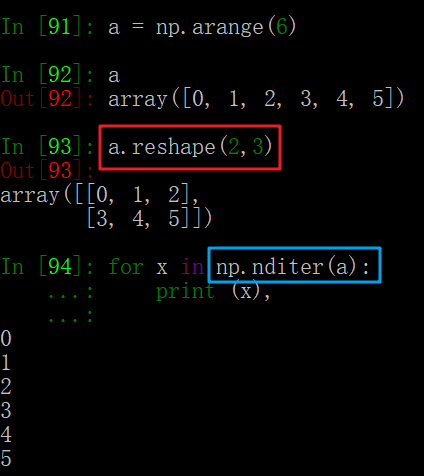 In [91]: a = np.arange(6)
In [92]: a
Out[92]: array([0, 1, 2, 3, 4, 5])
In [93]: a.reshape(2,3)
Out[93]:
array([[0, 1, 2],
       [3, 4, 5]])
In [94]: for x in np.nditer(a):
    ...:     print (x),
    ...:
0
1
2
3
4
5